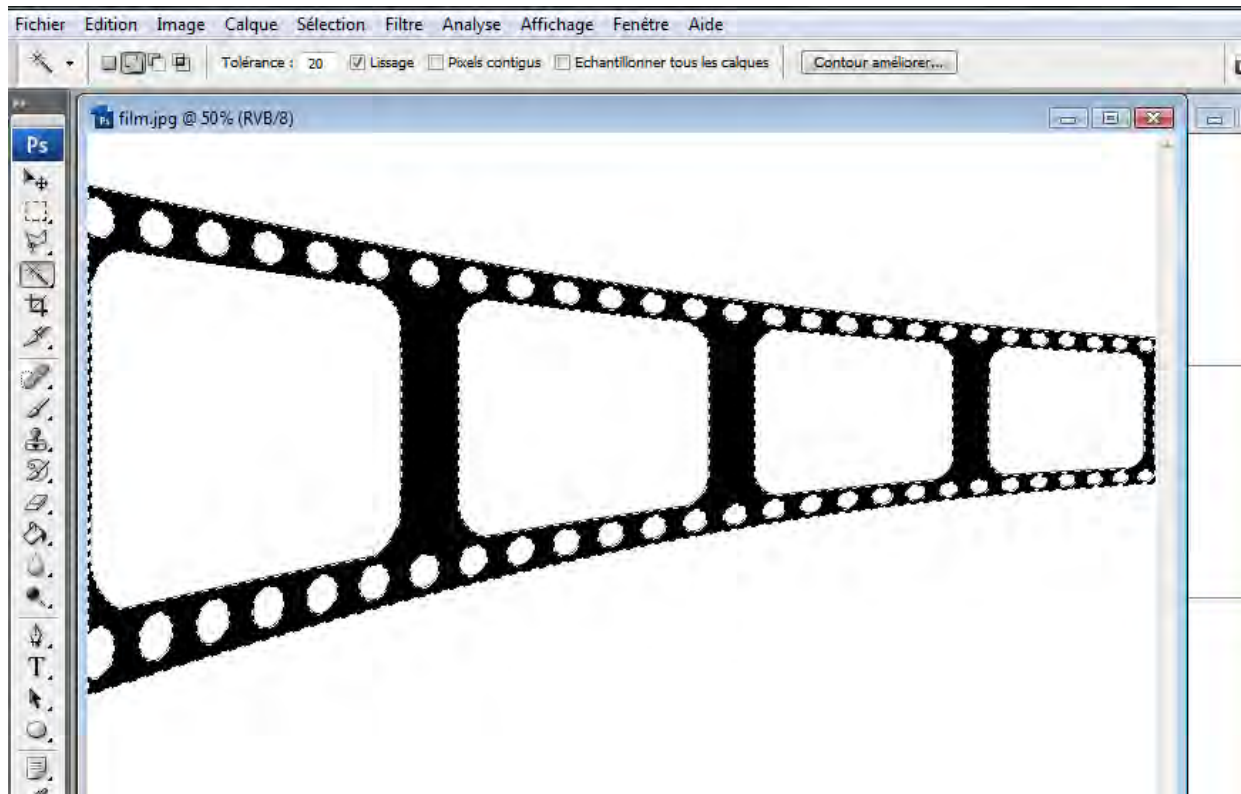 Fichier Edition Image Calque Sélection Filtre Analyse Affichage Fenêtre Aide
Tolérance : 20 Lissage Pixels contigus Echantillonner tous les calques Contour améliorer...
film.jpg @ 50% (RVB/8)
Ps
T